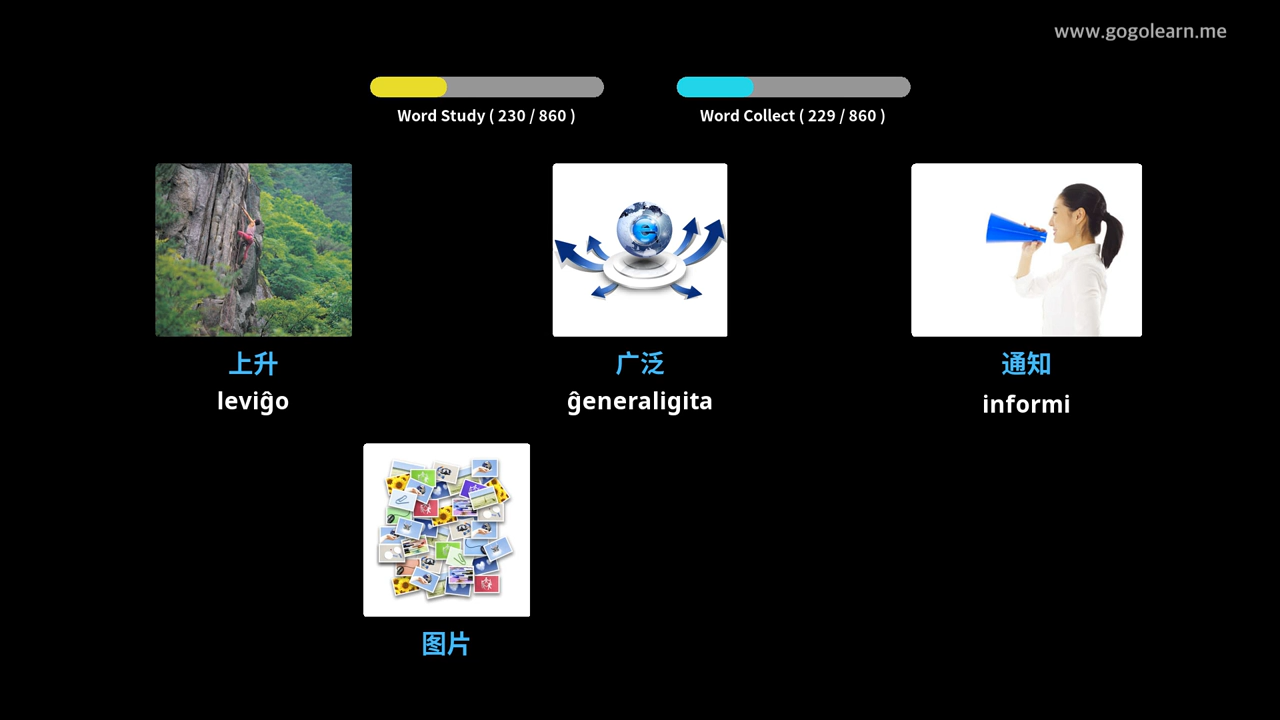 www.gogolearn.me
Word Study ( 230 / 860 )
Word Collect ( 229 / 860 )
上升
leviĝo
广泛
ĝeneraligita
通知
informi
图片